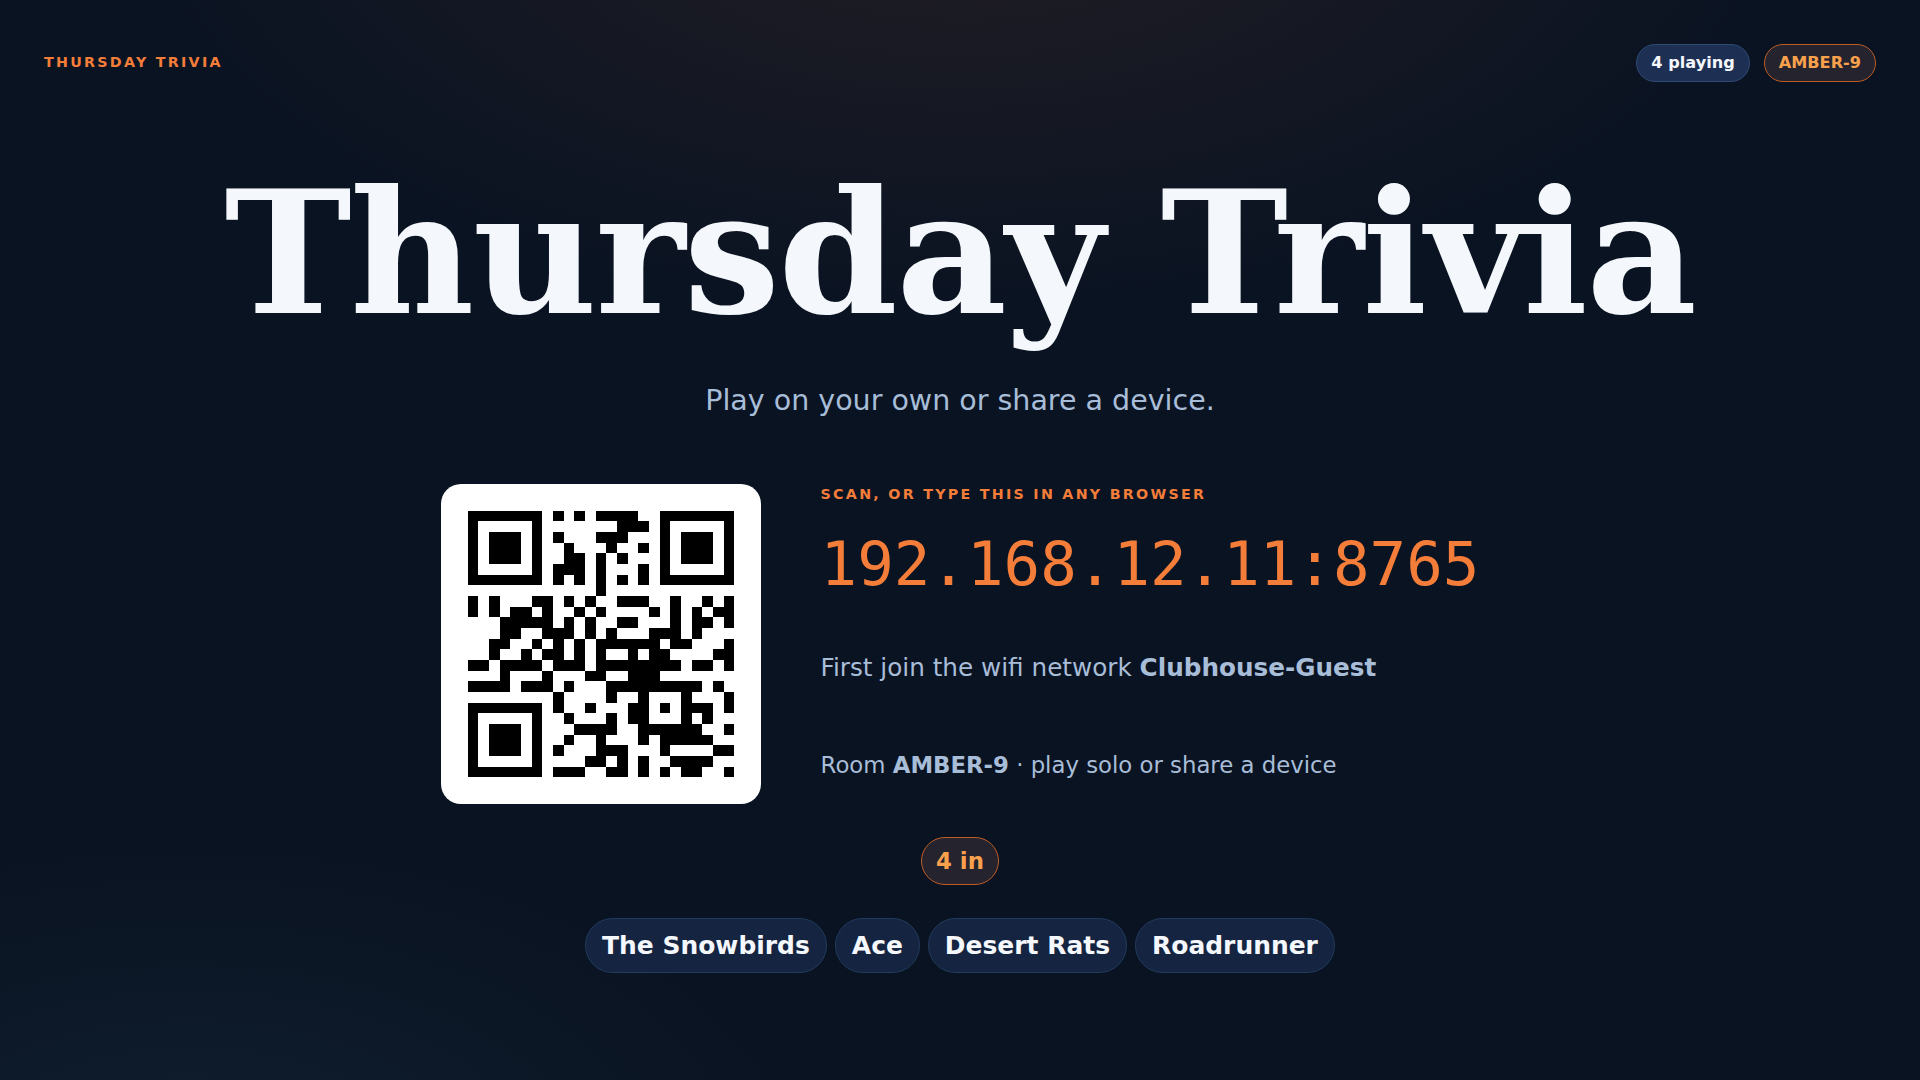 THURSDAY TRIVIA
4 playing
AMBER-9
Thursday Trivia
Play on your own or share a device.
SCAN, OR TYPE THIS IN ANY BROWSER
192.168.12.11:8765
First join the wifi network Clubhouse-Guest
Room AMBER-9 · play solo or share a device
4 in
The Snowbirds
Ace
Desert Rats
Roadrunner